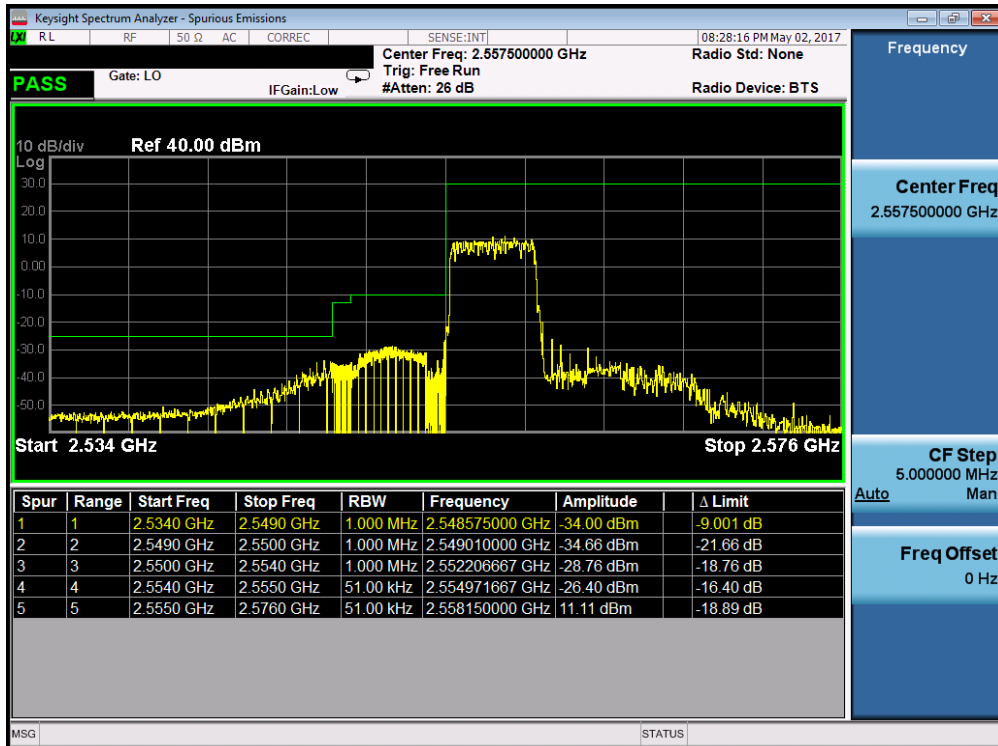 Keysight Spectrum Analyzer - Spurious Emissions
LXI RL RF 50 Ω AC CORREC SENSE:INT 08:28:16 PM May 02, 2017
Center Freq: 2.557500000 GHz Radio Std: None
PASS Gate: LO Trig: Free Run
IFGain:Low #Atten: 26 dB Radio Device: BTS
10 dB/div Ref 40.00 dBm
Log
30.0
20.0
10.0
0.00
-10.0
-20.0
-30.0
-40.0
-50.0
Start 2.534 GHz Stop 2.576 GHz
Spur Range Start Freq Stop Freq RBW Frequency Amplitude Δ Limit
1 1 2.5340 GHz 2.5490 GHz 1.000 MHz 2.548575000 GHz -34.00 dBm -9.001 dB
2 2 2.5490 GHz 2.5500 GHz 1.000 MHz 2.549010000 GHz -34.66 dBm -21.66 dB
3 3 2.5500 GHz 2.5540 GHz 1.000 MHz 2.552206667 GHz -28.76 dBm -18.76 dB
4 4 2.5540 GHz 2.5550 GHz 51.00 kHz 2.554971667 GHz -26.40 dBm -16.40 dB
5 5 2.5550 GHz 2.5760 GHz 51.00 kHz 2.558150000 GHz 11.11 dBm -18.89 dB
MSG STATUS
Frequency
Center Freq
2.557500000 GHz
CF Step
5.000000 MHz
Auto Man
Freq Offset
0 Hz